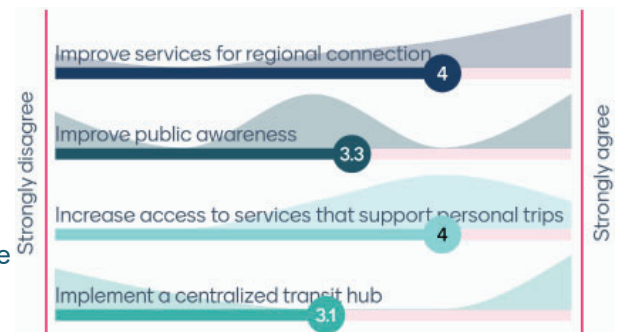 Strongly disagree
Improve services for regional connection
4
Improve public awareness
3.3
Increase access to services that support personal trips
4
e
Implement a centralized transit hub
3.1
Strongly agree